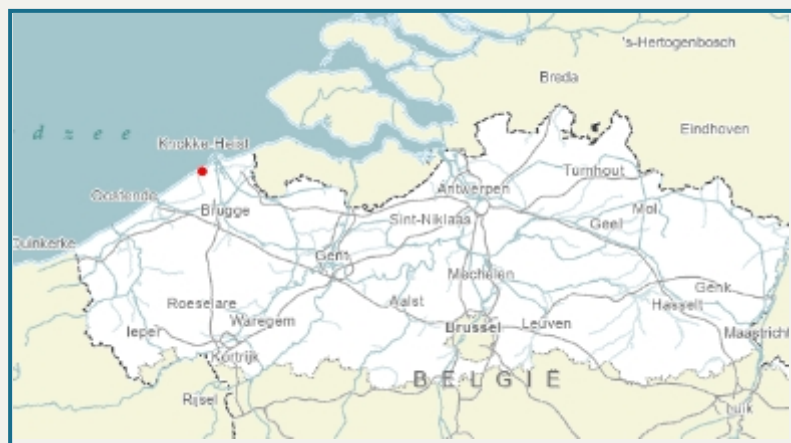 's-Hertogenbosch
Breda
Eindhoven
d z e e
Knokke-Heist
Turnhout
Oostende
Antwerpen
Mol
Brugge
Sint-Niklaas
Geel
Duinkerke
Gent
Mechelen
Genk
Roeselare
Aalst
Hasselt
Ieper
Waregem
Brussel
Leuven
Maastricht
Kortrijk
BELGIË
Rijsel
Luik